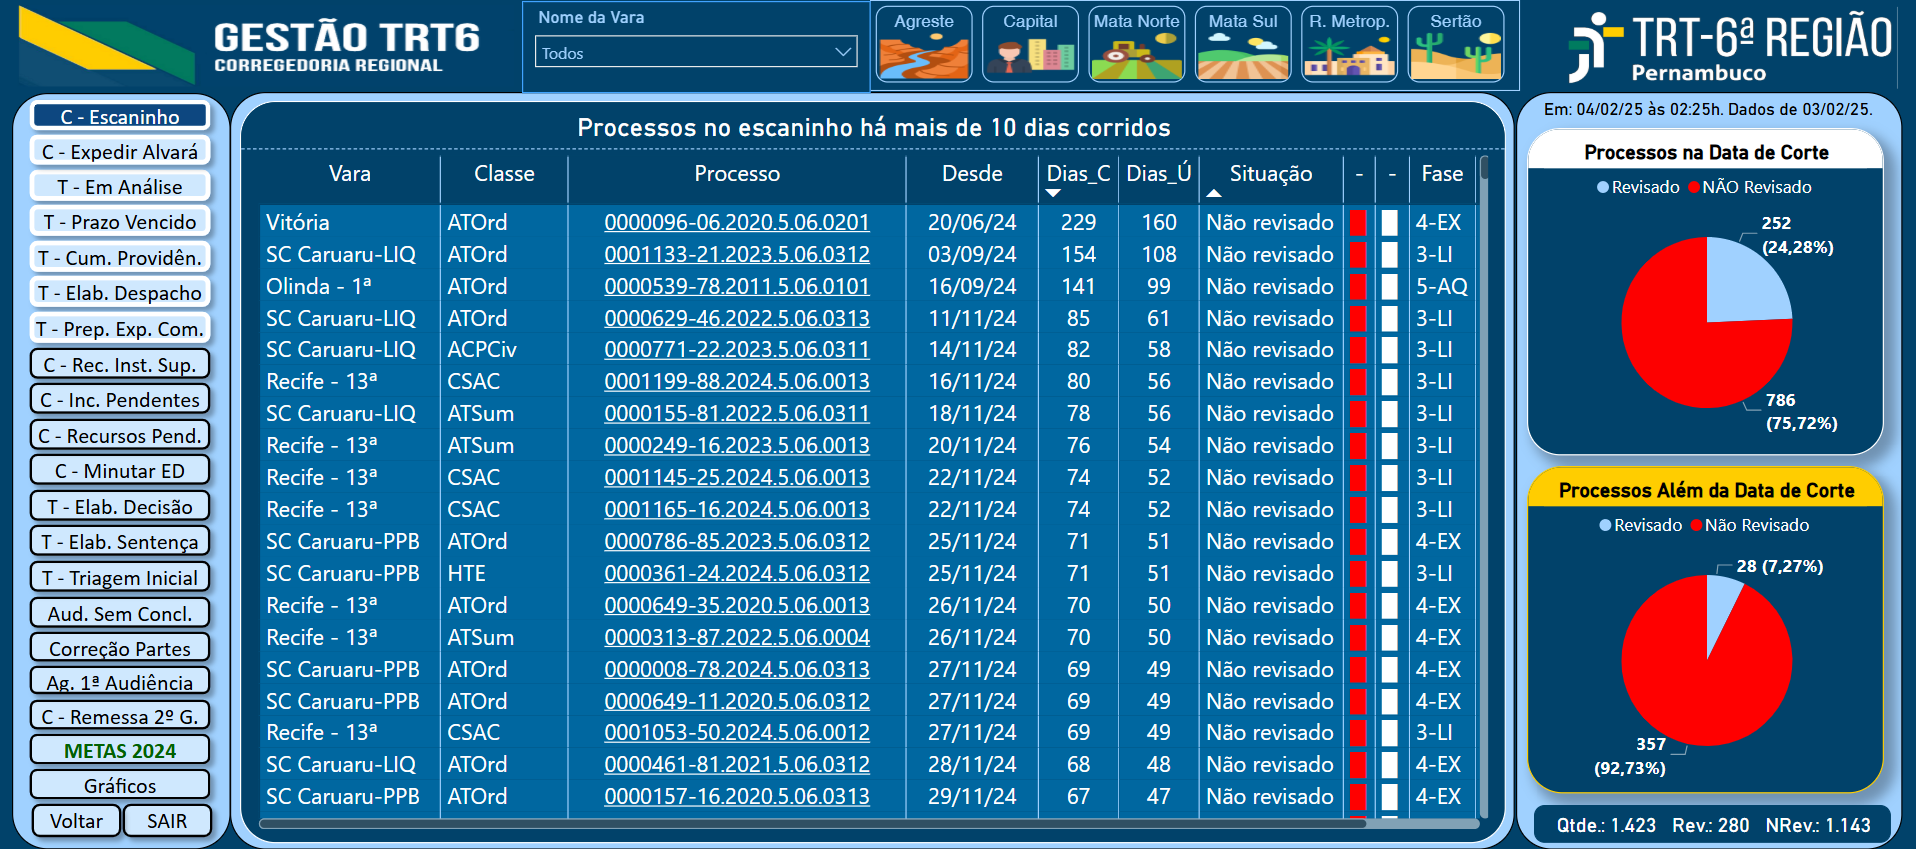 GESTÃO TRT6
CORREGEDORIA REGIONAL
Nome da Vara
Todos
Agreste
Capital
Mata Norte
Mata Sul
R. Metrop.
Sertão
TRT-6ª REGIÃO
Pernambuco
C - Escaninho
C - Expedir Alvará
T - Em Análise
T - Prazo Vencido
T - Cum. Providên.
T - Elab. Despacho
T - Prep. Exp. Com.
C - Rec. Inst. Sup.
C - Inc. Pendentes
C - Recursos Pend.
C - Minutar ED
T - Elab. Decisão
T - Elab. Sentença
T - Triagem Inicial
Aud. Sem Concl.
Correção Partes
Ag. 1ª Audiência
C - Remessa 2º G.
METAS 2024
Gráficos
Voltar SAIR
Processos no escaninho há mais de 10 dias corridos
Vara Classe Processo Desde Dias_C Dias_Ú Situação - - Fase
Vitória ATOrd 0000096-06.2020.5.06.0201 20/06/24 229 160 Não revisado 4-EX
SC Caruaru-LIQ ATOrd 0001133-21.2023.5.06.0312 03/09/24 154 108 Não revisado 3-LI
Olinda - 1ª ATOrd 0000539-78.2011.5.06.0101 16/09/24 141 99 Não revisado 5-AQ
SC Caruaru-LIQ ATOrd 0000629-46.2022.5.06.0313 11/11/24 85 61 Não revisado 3-LI
SC Caruaru-LIQ ACPCiv 0000771-22.2023.5.06.0311 14/11/24 82 58 Não revisado 3-LI
Recife - 13ª CSAC 0001199-88.2024.5.06.0013 16/11/24 80 56 Não revisado 3-LI
SC Caruaru-LIQ ATSum 0000155-81.2022.5.06.0311 18/11/24 78 56 Não revisado 3-LI
Recife - 13ª ATSum 0000249-16.2023.5.06.0013 20/11/24 76 54 Não revisado 3-LI
Recife - 13ª CSAC 0001145-25.2024.5.06.0013 22/11/24 74 52 Não revisado 3-LI
Recife - 13ª CSAC 0001165-16.2024.5.06.0013 22/11/24 74 52 Não revisado 3-LI
SC Caruaru-PPB ATOrd 0000786-85.2023.5.06.0312 25/11/24 71 51 Não revisado 4-EX
SC Caruaru-PPB HTE 0000361-24.2024.5.06.0312 25/11/24 71 51 Não revisado 3-LI
Recife - 13ª ATOrd 0000649-35.2020.5.06.0013 26/11/24 70 50 Não revisado 4-EX
Recife - 13ª ATSum 0000313-87.2022.5.06.0004 26/11/24 70 50 Não revisado 4-EX
SC Caruaru-PPB ATOrd 0000008-78.2024.5.06.0313 27/11/24 69 49 Não revisado 4-EX
SC Caruaru-PPB ATOrd 0000649-11.2020.5.06.0312 27/11/24 69 49 Não revisado 4-EX
Recife - 13ª CSAC 0001053-50.2024.5.06.0012 27/11/24 69 49 Não revisado 3-LI
SC Caruaru-LIQ ATOrd 0000461-81.2021.5.06.0312 28/11/24 68 48 Não revisado 4-EX
SC Caruaru-PPB ATOrd 0000157-16.2020.5.06.0313 29/11/24 67 47 Não revisado 4-EX
Em: 04/02/25 às 02:25h. Dados de 03/02/25.
Processos na Data de Corte
Revisado NÃO Revisado
252
(24,28%)
786
(75,72%)
Processos Além da Data de Corte
Revisado Não Revisado
28 (7,27%)
357
(92,73%)
Qtde.: 1.423 Rev.: 280 NRev.: 1.143